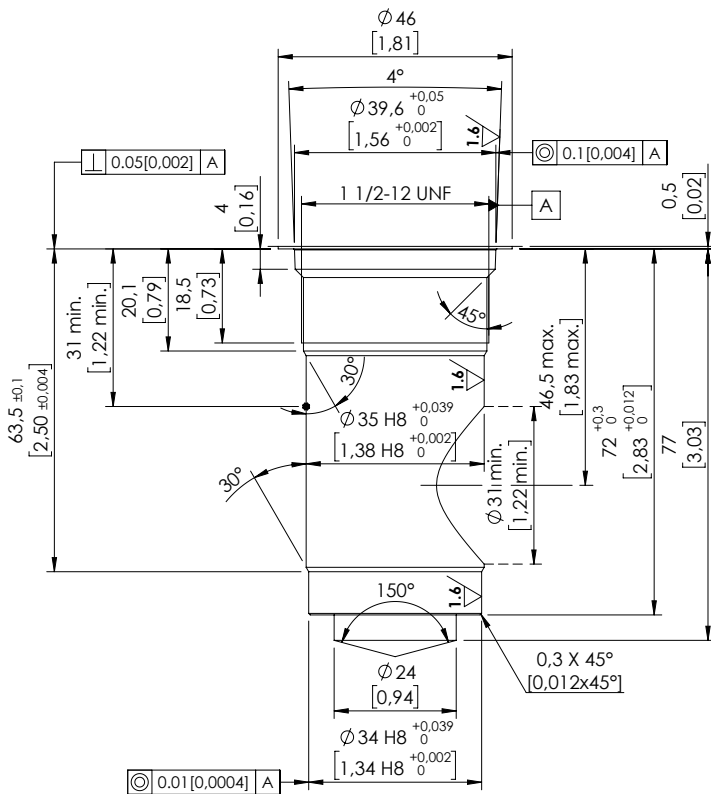 ∅46
[1,81]
4°
∅39,6 +0,05 0
[1,56 +0,002 0]
1.6
◎ 0.1[0,004] A
⊥ 0.05[0,002] A
1 1/2-12 UNF
A
4
[0,16]
0,5
[0,02]
31 min.
[1,22 min.]
20,1
[0,79]
18,5
[0,73]
45°
63,5 ±0,1
[2,50 ±0,004]
30°
1.6
46,5 max.
[1,83 max.]
72 +0,3 0
[2,83 +0,012 0]
77
[3,03]
∅35 H8 +0,039 0
[1,38 H8 +0,002 0]
30°
∅31 min.
[1,22 min.]
150°
1.6
0,3 X 45°
[0,012x45°]
∅24
[0,94]
∅34 H8 +0,039 0
[1,34 H8 +0,002 0]
◎ 0.01[0,0004] A